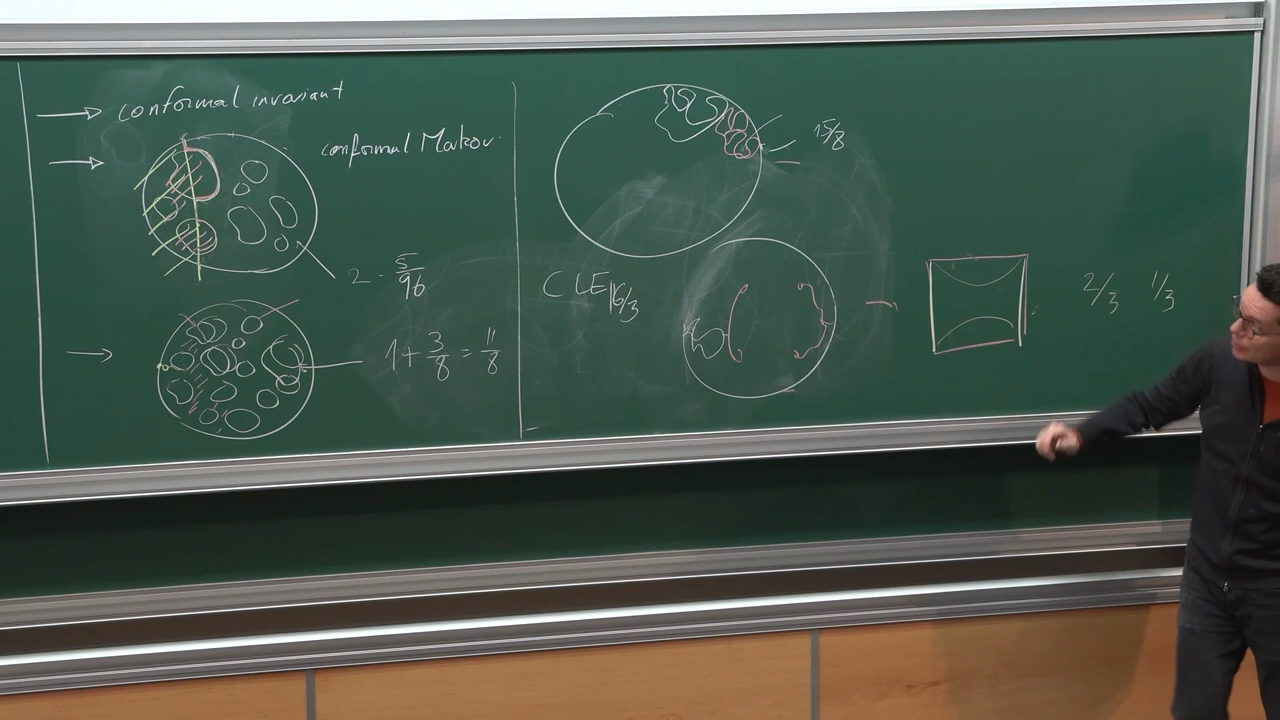 conformal invariant
conformal Markov
2 - 5/96
1 + 3/8 = 11/8
15/8
CLE 16/3
2/3 1/3